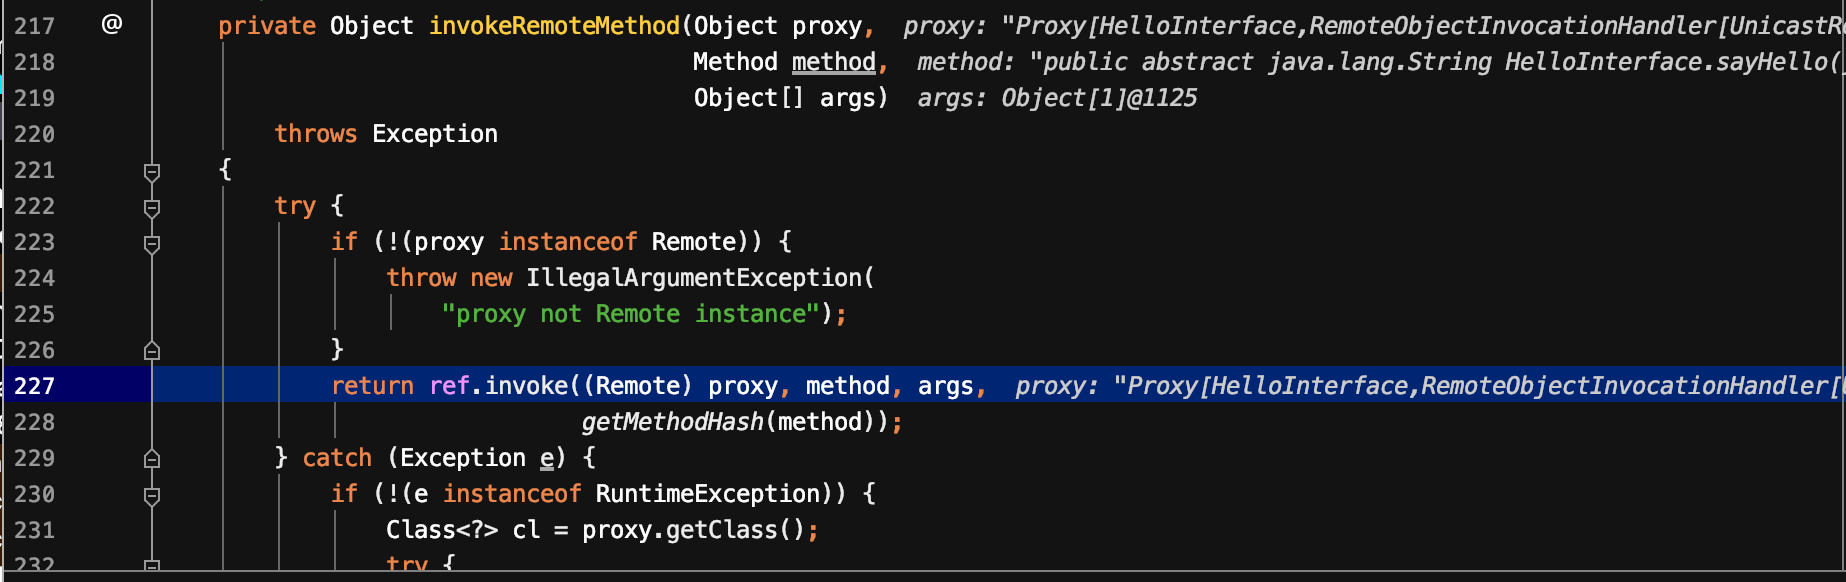 217 @ private Object invokeRemoteMethod(Object proxy, proxy: "Proxy[HelloInterface,RemoteObjectInvocationHandler[UnicastR
218 Method method, method: "public abstract java.lang.String HelloInterface.sayHello(
219 Object[] args) args: Object[1]@1125
220 throws Exception
221 {
222 try {
223 if (!(proxy instanceof Remote)) {
224 throw new IllegalArgumentException(
225 "proxy not Remote instance");
226 }
227 return ref.invoke((Remote) proxy, method, args, proxy: "Proxy[HelloInterface,RemoteObjectInvocationHandler[
228 getMethodHash(method));
229 } catch (Exception e) {
230 if (!(e instanceof RuntimeException)) {
231 Class<?> cl = proxy.getClass();
232 try {